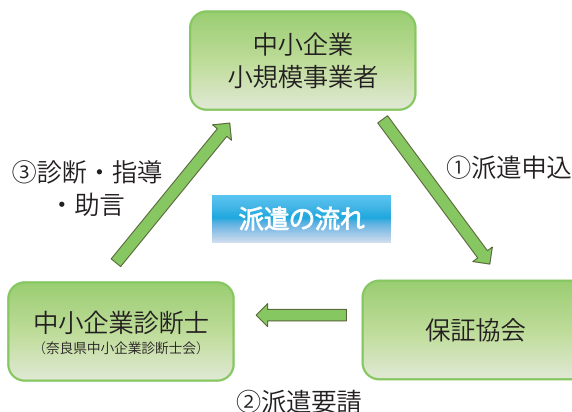 中小企業
小規模事業者
①派遣申込
③診断・指導
・助言
派遣の流れ
中小企業診断士
（奈良県中小企業診断士会）
保証協会
②派遣要請